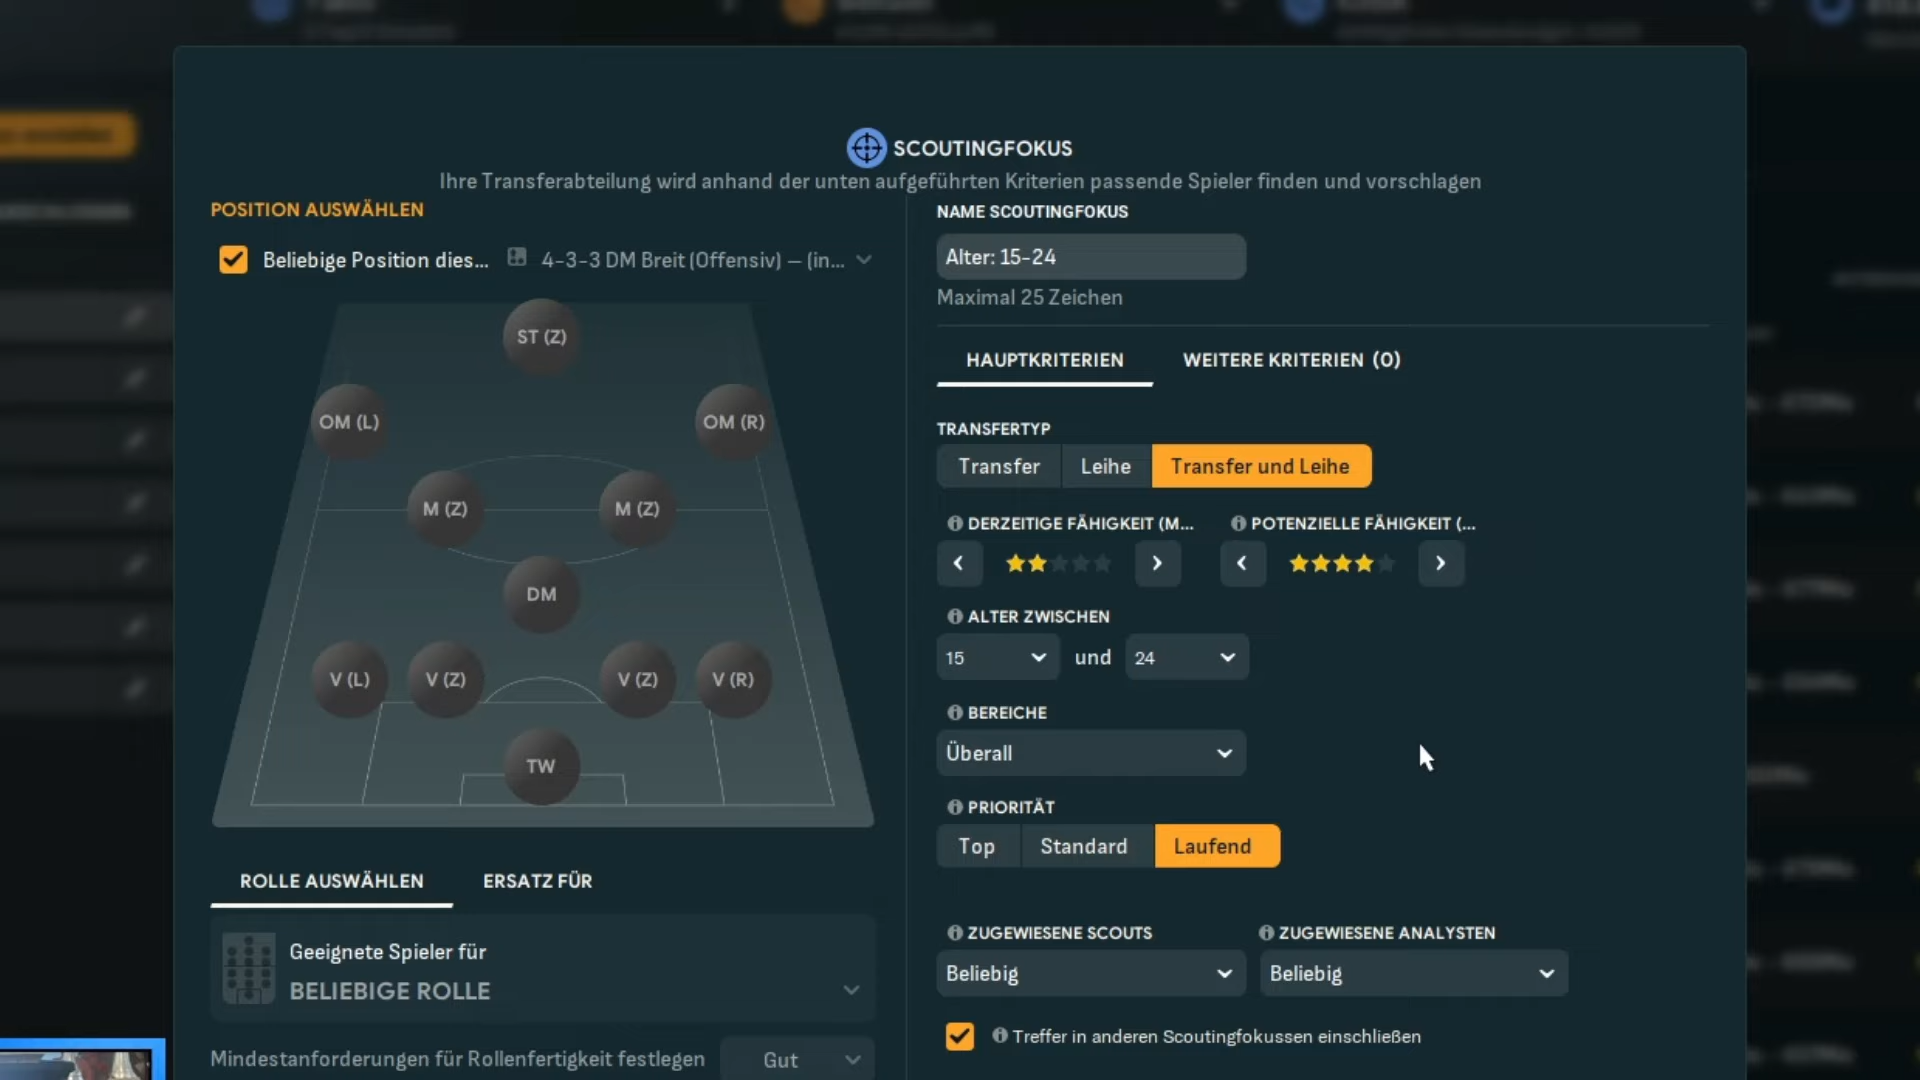 SCOUTINGFOKUS
Ihre Transferabteilung wird anhand der unten aufgeführten Kriterien passende Spieler finden und vorschlagen
POSITION AUSWÄHLEN
Beliebige Position dies...
4-3-3 DM Breit (Offensiv) – (in...
ST (Z)
OM (L)
OM (R)
M (Z)
M (Z)
DM
V (L)
V (Z)
V (Z)
V (R)
TW
ROLLE AUSWÄHLEN
ERSATZ FÜR
Geeignete Spieler für
BELIEBIGE ROLLE
Mindestanforderungen für Rollenfertigkeit festlegen
Gut
NAME SCOUTINGFOKUS
Alter: 15-24
Maximal 25 Zeichen
HAUPTKRITERIEN
WEITERE KRITERIEN (0)
TRANSFERTYP
Transfer
Leihe
Transfer und Leihe
DERZEITIGE FÄHIGKEIT (M...
POTENZIELLE FÄHIGKEIT (...
ALTER ZWISCHEN
15 und 24
BEREICHE
Überall
PRIORITÄT
Top
Standard
Laufend
ZUGEWIESENE SCOUTS
ZUGEWIESENE ANALYSTEN
Beliebig
Beliebig
Treffer in anderen Scoutingfokussen einschließen